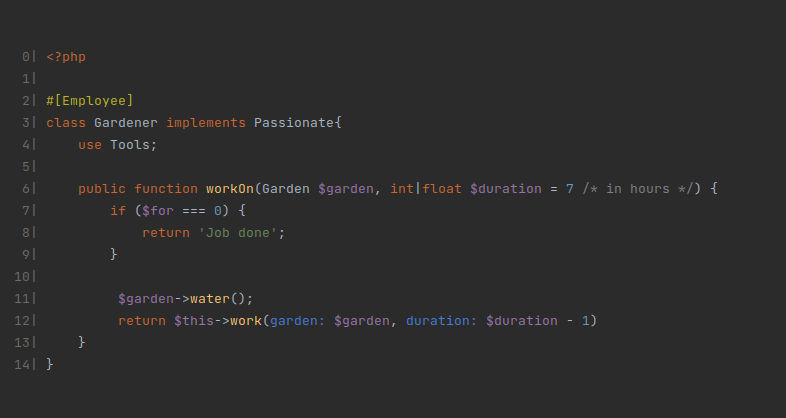 0| <?php
1|
2| #[Employee]
3| class Gardener implements Passionate{
4|     use Tools;
5|
6|     public function workOn(Garden $garden, int|float $duration = 7 /* in hours */) {
7|         if ($for === 0) {
8|             return 'Job done';
9|         }
10|
11|          $garden->water();
12|          return $this->work(garden: $garden, duration: $duration - 1)
13|     }
14| }